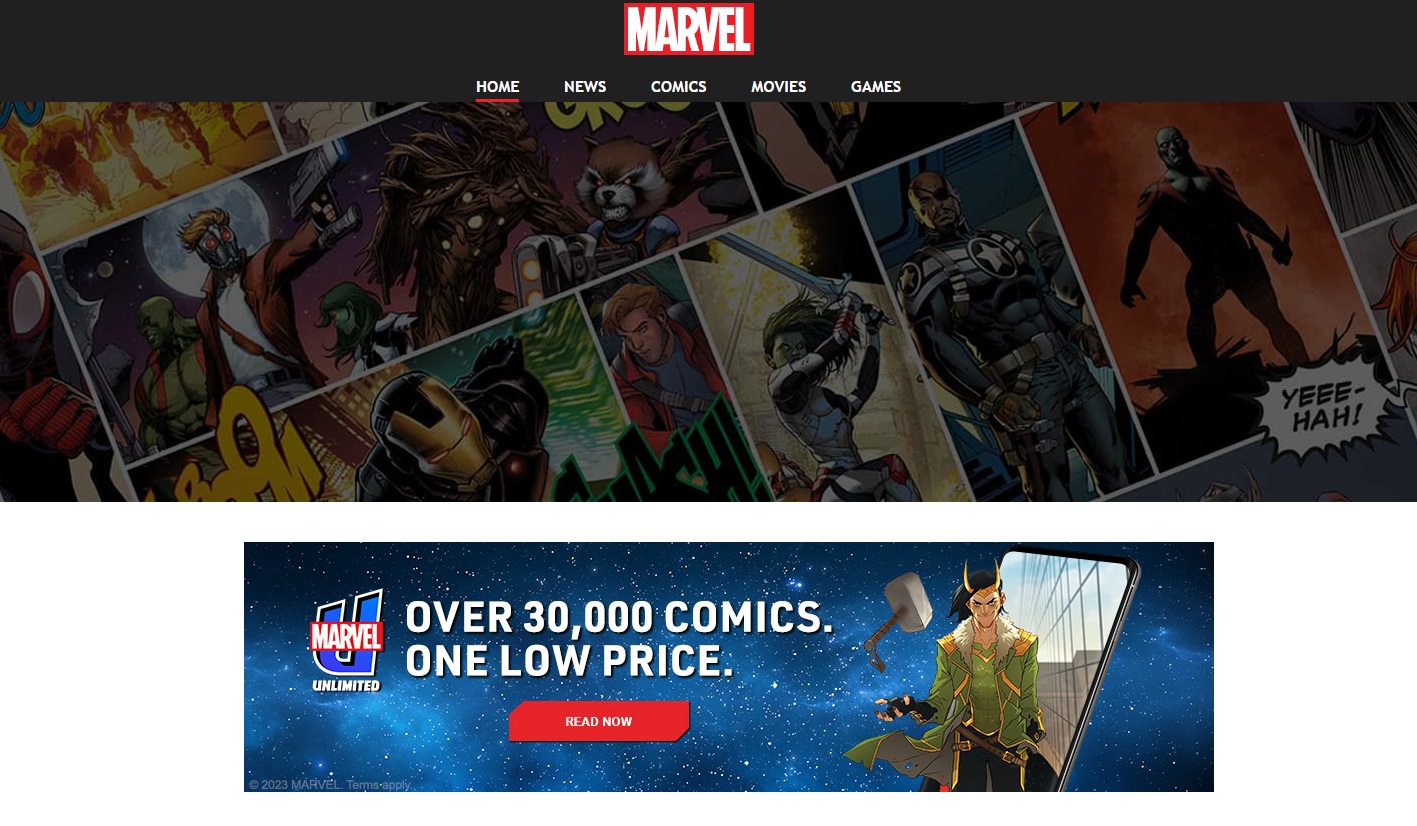 MARVEL
HOME NEWS COMICS MOVIES GAMES
YEEE-
HAH!
OVER 30,000 COMICS.
ONE LOW PRICE.
MARVEL
UNLIMITED
READ NOW
© 2023 MARVEL. Terms apply.